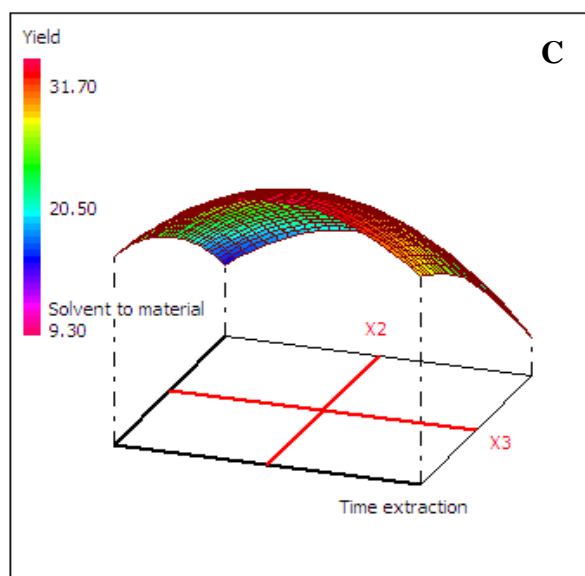 Yield
C
31.70
20.50
Solvent to material
9.30
X2
X3
Time extraction